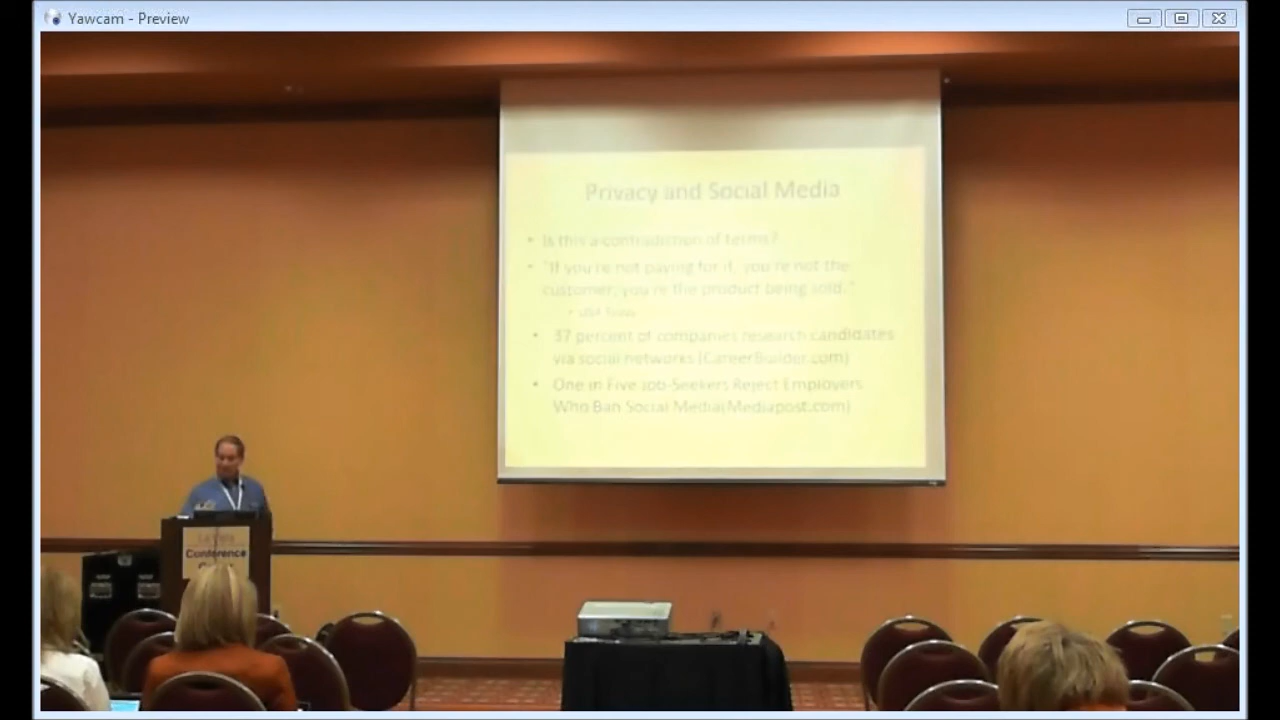 Yawcam - Preview
Privacy and Social Media
• Is this a contradiction of terms?
• "If you're not paying for it, you're not the
customer; you're the product being sold."
• 37 percent of companies research candidates
via social networks (CareerBuilder.com)
• One in Five Job-Seekers Reject Employers
Who Ban Social Media(Mediapost.com)
Conference